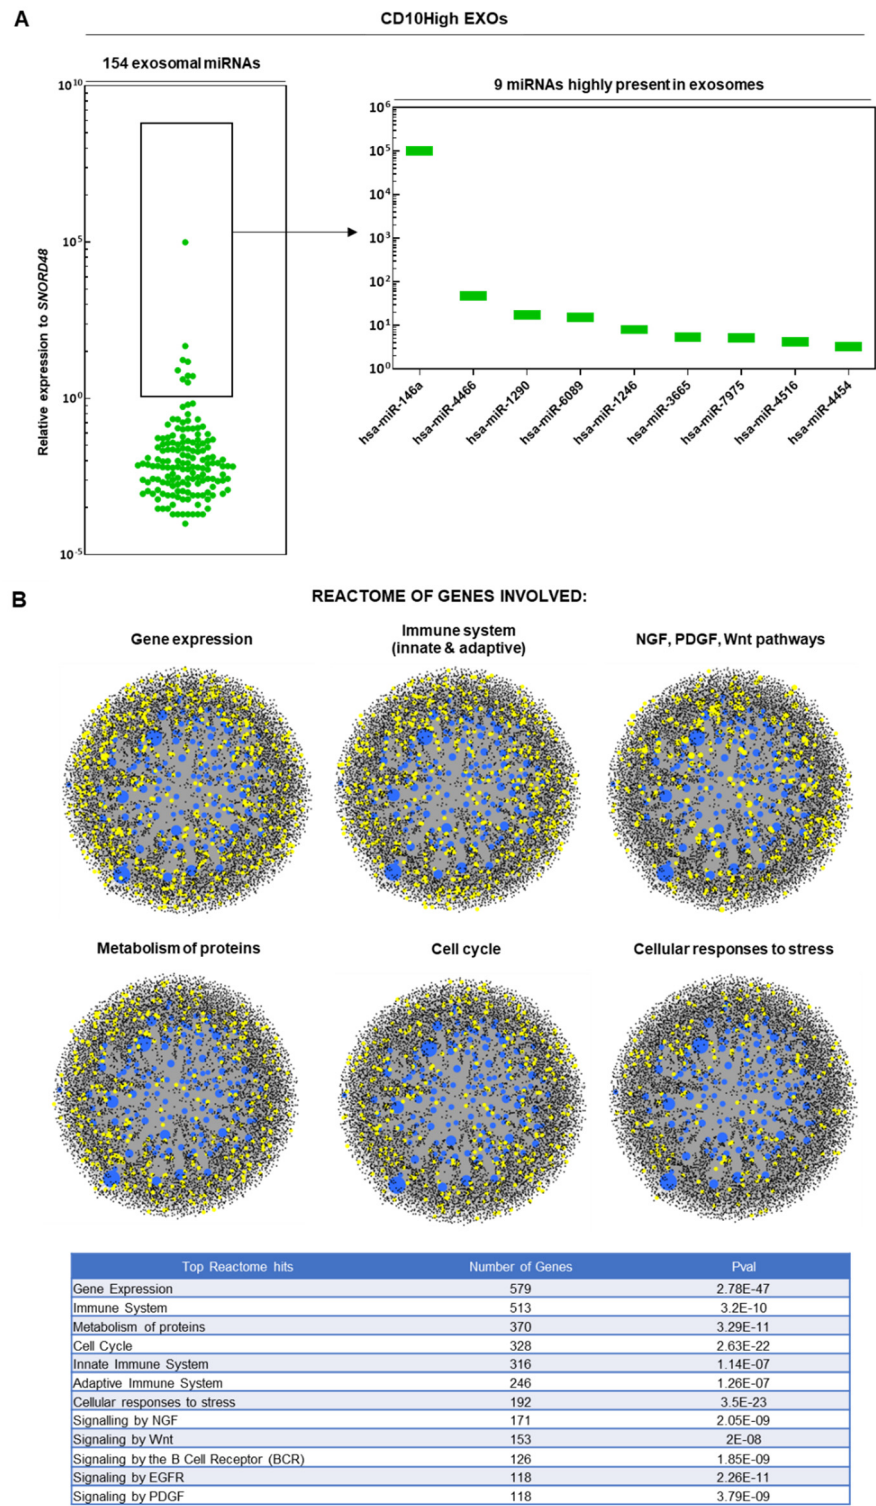 A
CD10High EXOs
154 exosomal miRNAs
9 miRNAs highly present in exosomes
Relative expression to SNORD48
10^10
10^5
10^0
10^-5
10^6
10^5
10^4
10^3
10^2
10^1
10^0
hsa-miR-146a
hsa-miR-4466
hsa-miR-1290
hsa-miR-6089
hsa-miR-1246
hsa-miR-3665
hsa-miR-7975
hsa-miR-4516
hsa-miR-4454
B
REACTOME OF GENES INVOLVED:
Gene expression
Immune system
(innate & adaptive)
NGF, PDGF, Wnt pathways
Metabolism of proteins
Cell cycle
Cellular responses to stress
Top Reactome hits Number of Genes Pval
Gene Expression 579 2.78E-47
Immune System 513 3.2E-10
Metabolism of proteins 370 3.29E-11
Cell Cycle 328 2.63E-22
Innate Immune System 316 1.14E-07
Adaptive Immune System 246 1.26E-07
Cellular responses to stress 192 3.5E-23
Signalling by NGF 171 2.05E-09
Signaling by Wnt 153 2E-08
Signaling by the B Cell Receptor (BCR) 126 1.85E-09
Signaling by EGFR 118 2.26E-11
Signaling by PDGF 118 3.79E-09